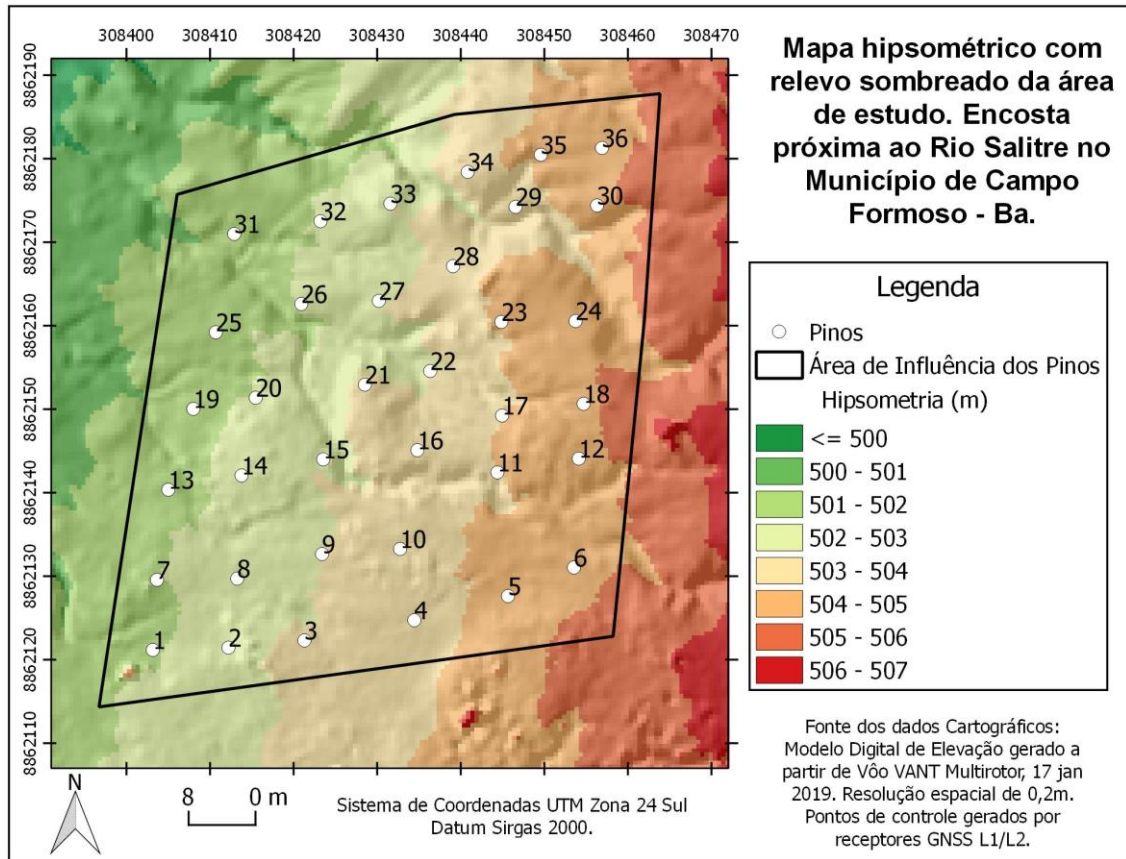 308400 308410 308420 308430 308440 308450 308460 308470
8862190
8862180
8862170
8862160
8862150
8862140
8862130
8862120
8862110
36
35
34
29
30
33
32
31
28
27
26
23
24
25
22
21
20
19
18
17
16
15
14
13
12
11
10
9
8
7
6
5
4
3
2
1
N
8 0 m
Sistema de Coordenadas UTM Zona 24 Sul
Datum Sirgas 2000.
Mapa hipsométrico com
relevo sombreado da área
de estudo. Encosta
próxima ao Rio Salitre no
Município de Campo
Formoso - Ba.
Legenda
Pinos
Área de Influência dos Pinos
Hipsometria (m)
<= 500
500 - 501
501 - 502
502 - 503
503 - 504
504 - 505
505 - 506
506 - 507
Fonte dos dados Cartográficos:
Modelo Digital de Elevação gerado a
partir de Vôo VANT Multirotor, 17 jan
2019. Resolução espacial de 0,2m.
Pontos de controle gerados por
receptores GNSS L1/L2.